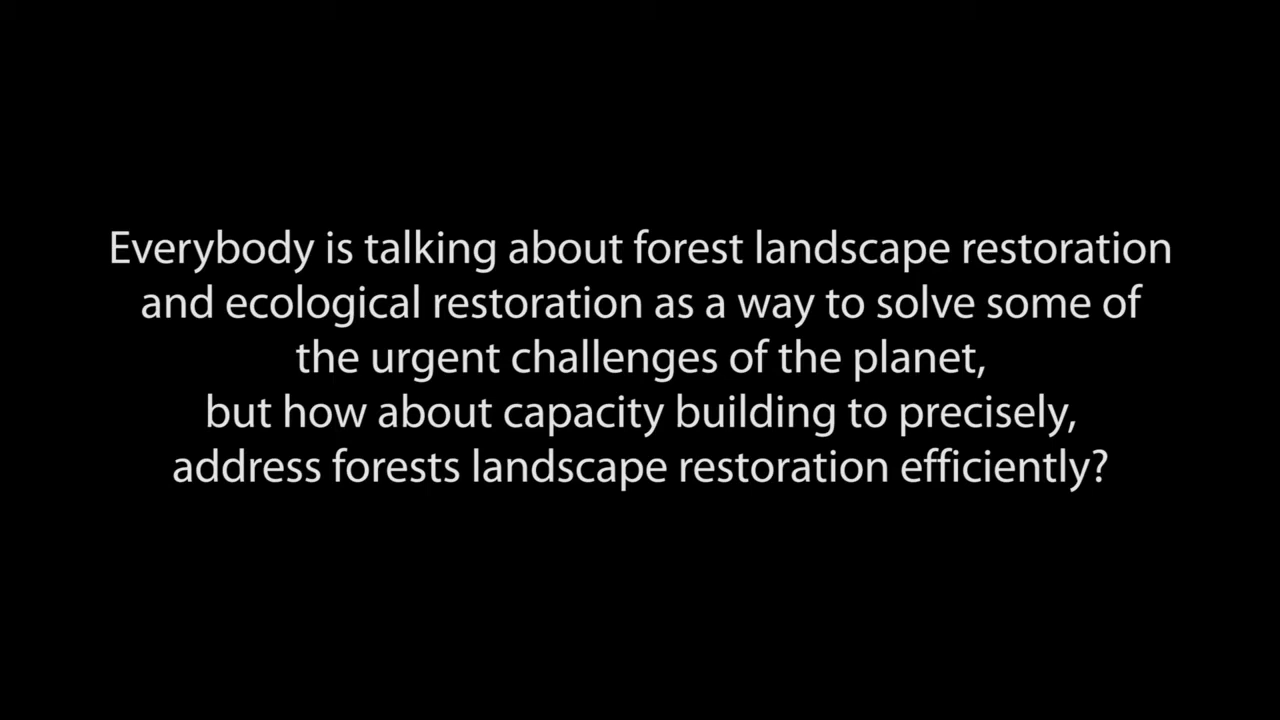 Everybody is talking about forest landscape restoration
and ecological restoration as a way to solve some of
the urgent challenges of the planet,
but how about capacity building to precisely,
address forests landscape restoration efficiently?